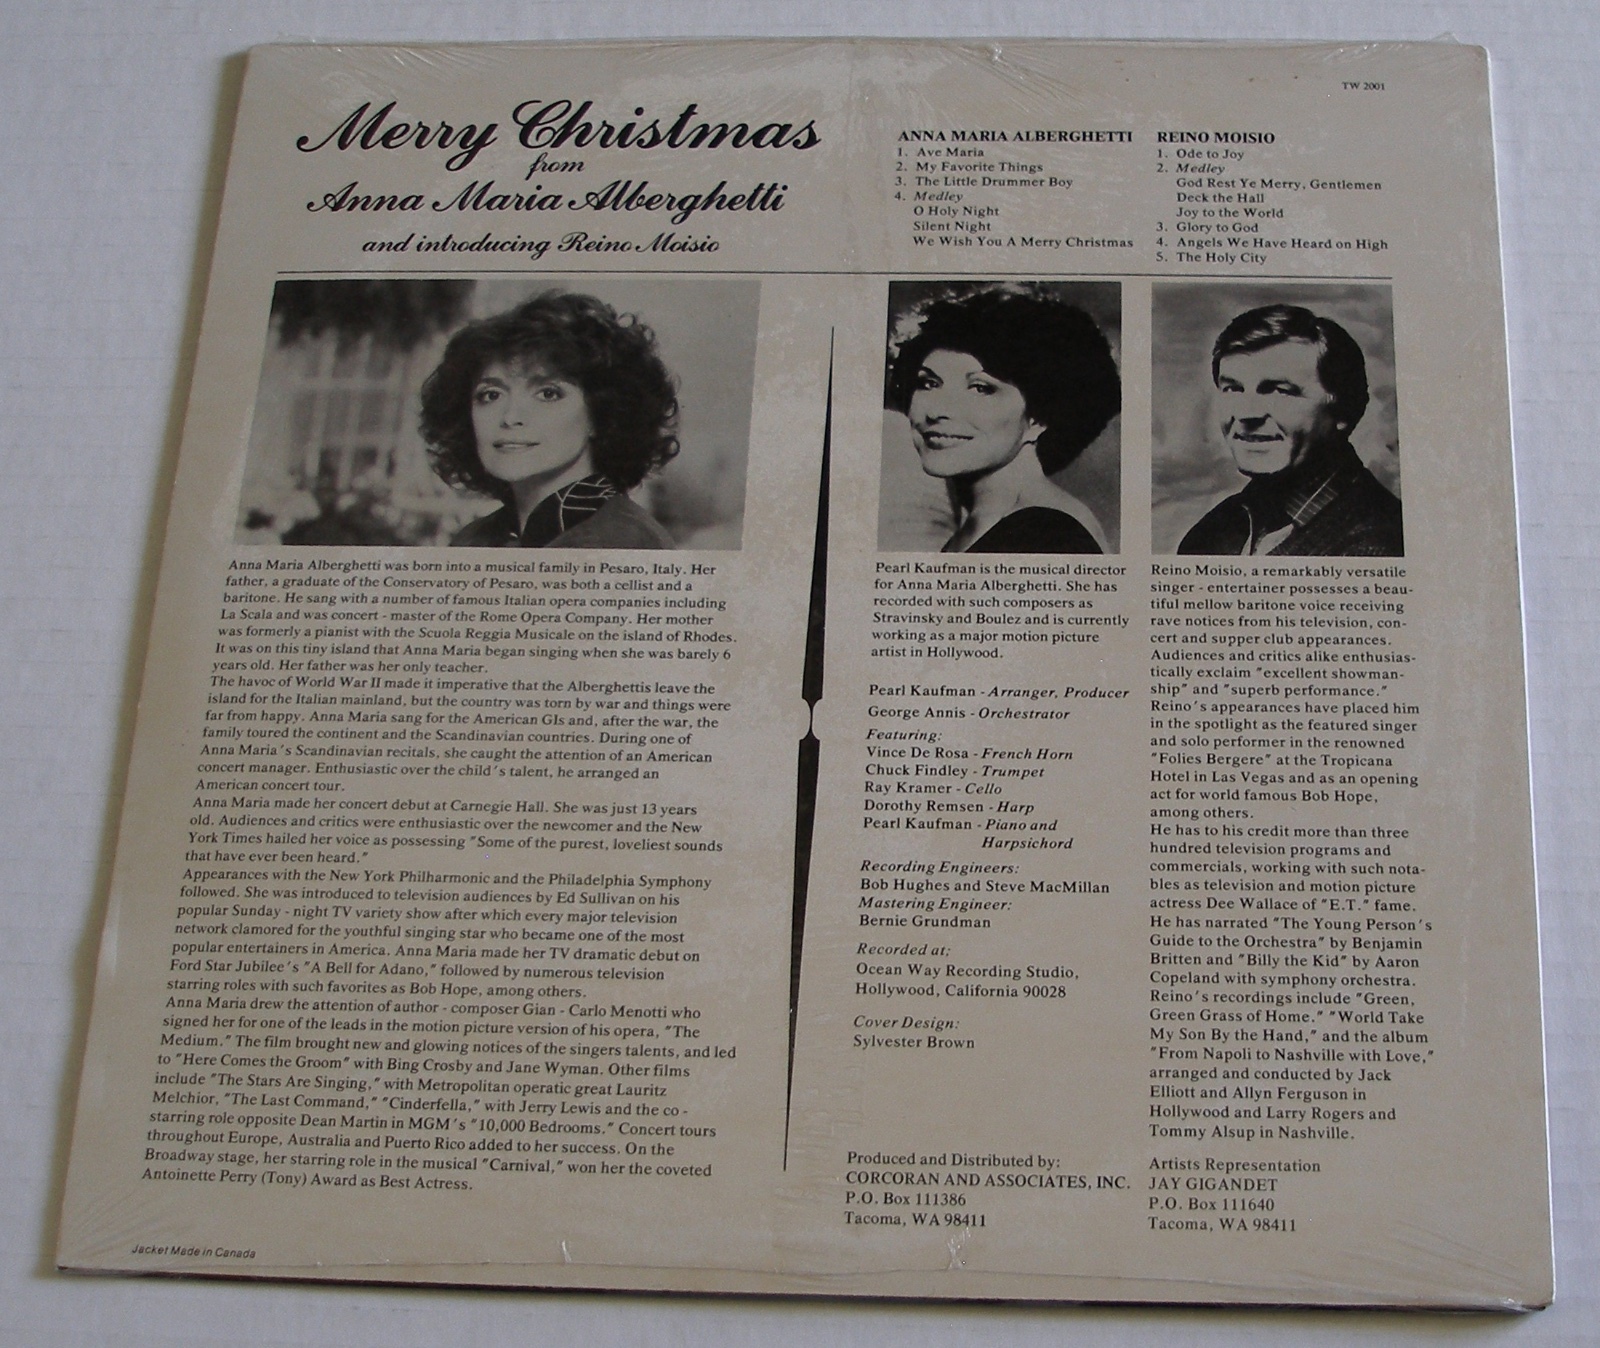 TW 2001
Merry Christmas
from
Anna Maria Alberghetti
and introducing Reino Moisio
ANNA MARIA ALBERGHETTI
1. Ave Maria
2. My Favorite Things
3. The Little Drummer Boy
4. Medley
O Holy Night
Silent Night
We Wish You A Merry Christmas
REINO MOISIO
1. Ode to Joy
2. Medley
God Rest Ye Merry, Gentlemen
Deck the Hall
Joy to the World
3. Glory to God
4. Angels We Have Heard on High
5. The Holy City
Anna Maria Alberghetti was born into a musical family in Pesaro, Italy. Her
father, a graduate of the Conservatory of Pesaro, was both a cellist and a
baritone. He sang with a number of famous Italian opera companies including
La Scala and was concert - master of the Rome Opera Company. Her mother
was formerly a pianist with the Scuola Reggia Musicale on the island of Rhodes.
It was on this tiny island that Anna Maria began singing when she was barely 6
years old. Her father was her only teacher.
The havoc of World War II made it imperative that the Alberghettis leave the
island for the Italian mainland, but the country was torn by war and things were
far from happy. Anna Maria sang for the American GIs and, after the war, the
family toured the continent and the Scandinavian countries. During one of
Anna Maria's Scandinavian recitals, she caught the attention of an American
concert manager. Enthusiastic over the child's talent, he arranged an
American concert tour.
Anna Maria made her concert debut at Carnegie Hall. She was just 13 years
old. Audiences and critics were enthusiastic over the newcomer and the New
York Times hailed her voice as possessing "Some of the purest, loveliest sounds
that have ever been heard."
Appearances with the New York Philharmonic and the Philadelphia Symphony
followed. She was introduced to television audiences by Ed Sullivan on his
popular Sunday - night TV variety show after which every major television
network clamored for the youthful singing star who became one of the most
popular entertainers in America. Anna Maria made her TV dramatic debut on
Ford Star Jubilee's "A Bell for Adano," followed by numerous television
starring roles with such favorites as Bob Hope, among others.
Anna Maria drew the attention of author - composer Gian - Carlo Menotti who
signed her for one of the leads in the motion picture version of his opera, "The
Medium." The film brought new and glowing notices of the singers talents, and led
to "Here Comes the Groom" with Bing Crosby and Jane Wyman. Other films
include "The Stars Are Singing," with Metropolitan operatic great Lauritz
Melchior, "The Last Command," "Cinderfella," with Jerry Lewis and the co -
starring role opposite Dean Martin in MGM's "10,000 Bedrooms." Concert tours
throughout Europe, Australia and Puerto Rico added to her success. On the
Broadway stage, her starring role in the musical "Carnival," won her the coveted
Antoinette Perry (Tony) Award as Best Actress.
Jacket Made in Canada
Pearl Kaufman is the musical director
for Anna Maria Alberghetti. She has
recorded with such composers as
Stravinsky and Boulez and is currently
working as a major motion picture
artist in Hollywood.
Pearl Kaufman - Arranger, Producer
George Annis - Orchestrator
Featuring:
Vince De Rosa - French Horn
Chuck Findley - Trumpet
Ray Kramer - Cello
Dorothy Remsen - Harp
Pearl Kaufman - Piano and
Harpsichord
Recording Engineers:
Bob Hughes and Steve MacMillan
Mastering Engineer:
Bernie Grundman
Recorded at;
Ocean Way Recording Studio,
Hollywood, California 90028
Cover Design:
Sylvester Brown
Produced and Distributed by:
CORCORAN AND ASSOCIATES, INC.
P.O. Box 111386
Tacoma, WA 98411
Reino Moisio, a remarkably versatile
singer - entertainer possesses a beau-
tiful mellow baritone voice receiving
rave notices from his television, con-
cert and supper club appearances.
Audiences and critics alike enthusias-
tically exclaim "excellent showman-
ship" and "superb performance."
Reino's appearances have placed him
in the spotlight as the featured singer
and solo performer in the renowned
"Folies Bergere" at the Tropicana
Hotel in Las Vegas and as an opening
act for world famous Bob Hope,
among others.
He has to his credit more than three
hundred television programs and
commercials, working with such nota-
bles as television and motion picture
actress Dee Wallace of "E.T." fame.
He has narrated "The Young Person's
Guide to the Orchestra" by Benjamin
Britten and "Billy the Kid" by Aaron
Copeland with symphony orchestra.
Reino's recordings include "Green,
Green Grass of Home." "World Take
My Son By the Hand," and the album
"From Napoli to Nashville with Love,"
arranged and conducted by Jack
Elliott and Allyn Ferguson in
Hollywood and Larry Rogers and
Tommy Alsup in Nashville.
Artists Representation
JAY GIGANDET
P.O. Box 111640
Tacoma, WA 98411